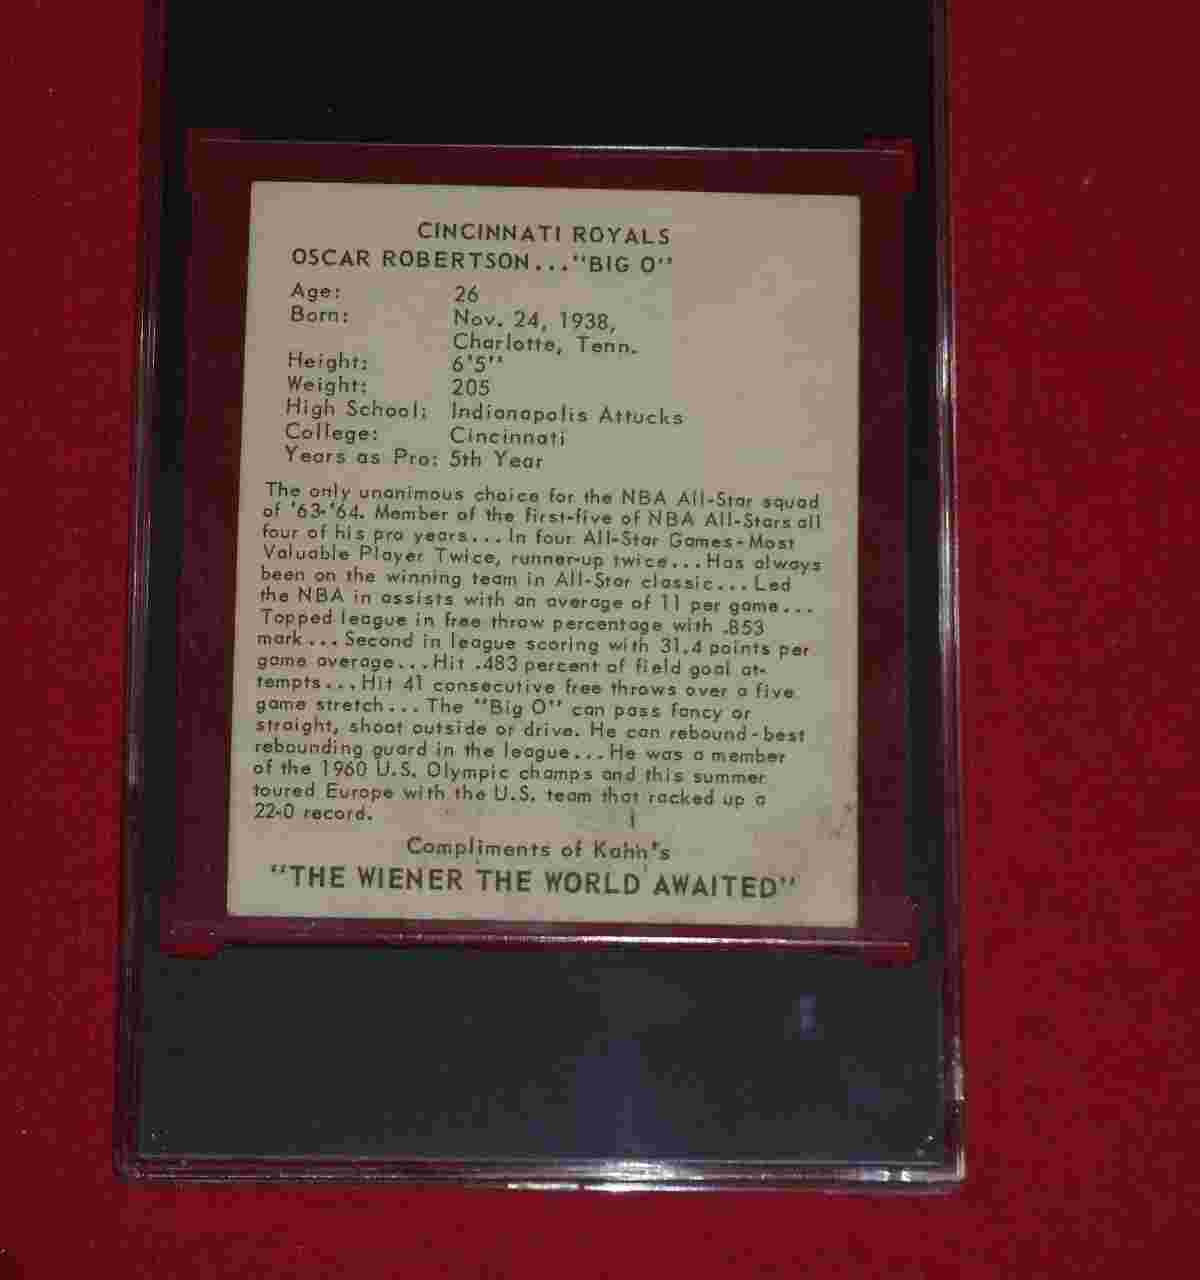 CINCINNATI ROYALS
OSCAR ROBERTSON..."BIG O"
Age: 26
Born: Nov. 24, 1938,
Charlotte, Tenn.
Height: 6'5"
Weight: 205
High School: Indianapolis Attucks
College: Cincinnati
Years as Pro: 5th Year
The only unanimous choice for the NBA All-Star squad
of '63-'64. Member of the first-five of NBA All-Stars all
four of his pro years...In four All-Star Games-Most
Valuable Player Twice, runner-up twice...Has always
been on the winning team in All-Star classic...Led
the NBA in assists with an average of 11 per game...
Topped league in free throw percentage with .853
mark...Second in league scoring with 31.4 points per
game average...Hit .483 percent of field goal at-
tempts...Hit 41 consecutive free throws over a five
game stretch...The "Big O" can pass fancy or
straight, shoot outside or drive. He can rebound-best
rebounding guard in the league...He was a member
of the 1960 U.S. Olympic champs and this summer
toured Europe with the U.S. team that racked up a
22-0 record.
Compliments of Kahn's
"THE WIENER THE WORLD AWAITED"